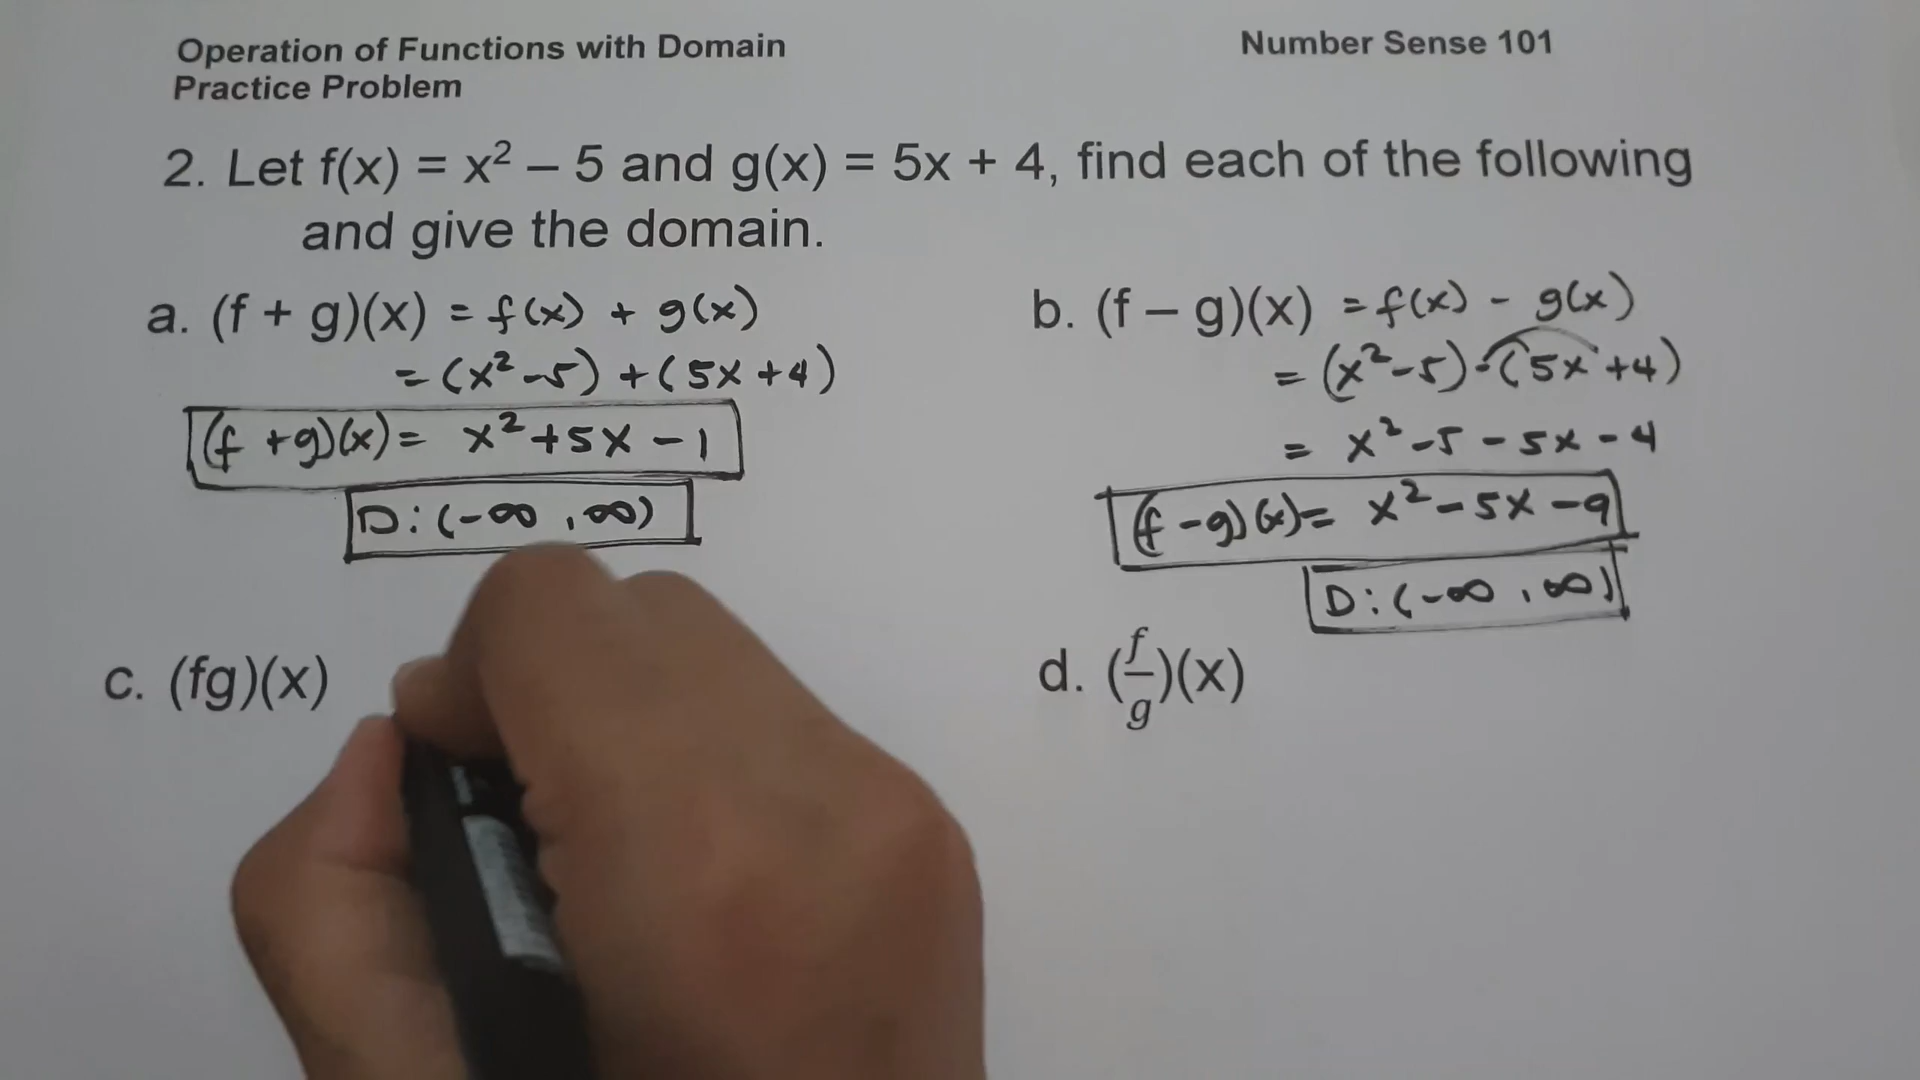 Operation of Functions with Domain
Practice Problem
Number Sense 101
2. Let f(x) = x² – 5 and g(x) = 5x + 4, find each of the following
and give the domain.
a. (f + g)(x) = f(x) + g(x)
= (x² - 5) + (5x + 4)
(f + g)(x) = x² + 5x - 1
D: (-∞, ∞)
b. (f – g)(x) = f(x) - g(x)
= (x² - 5) - (5x + 4)
= x² - 5 - 5x - 4
(f - g)(x) = x² - 5x - 9
D: (-∞, ∞)
c. (fg)(x)
d. (f/g)(x)